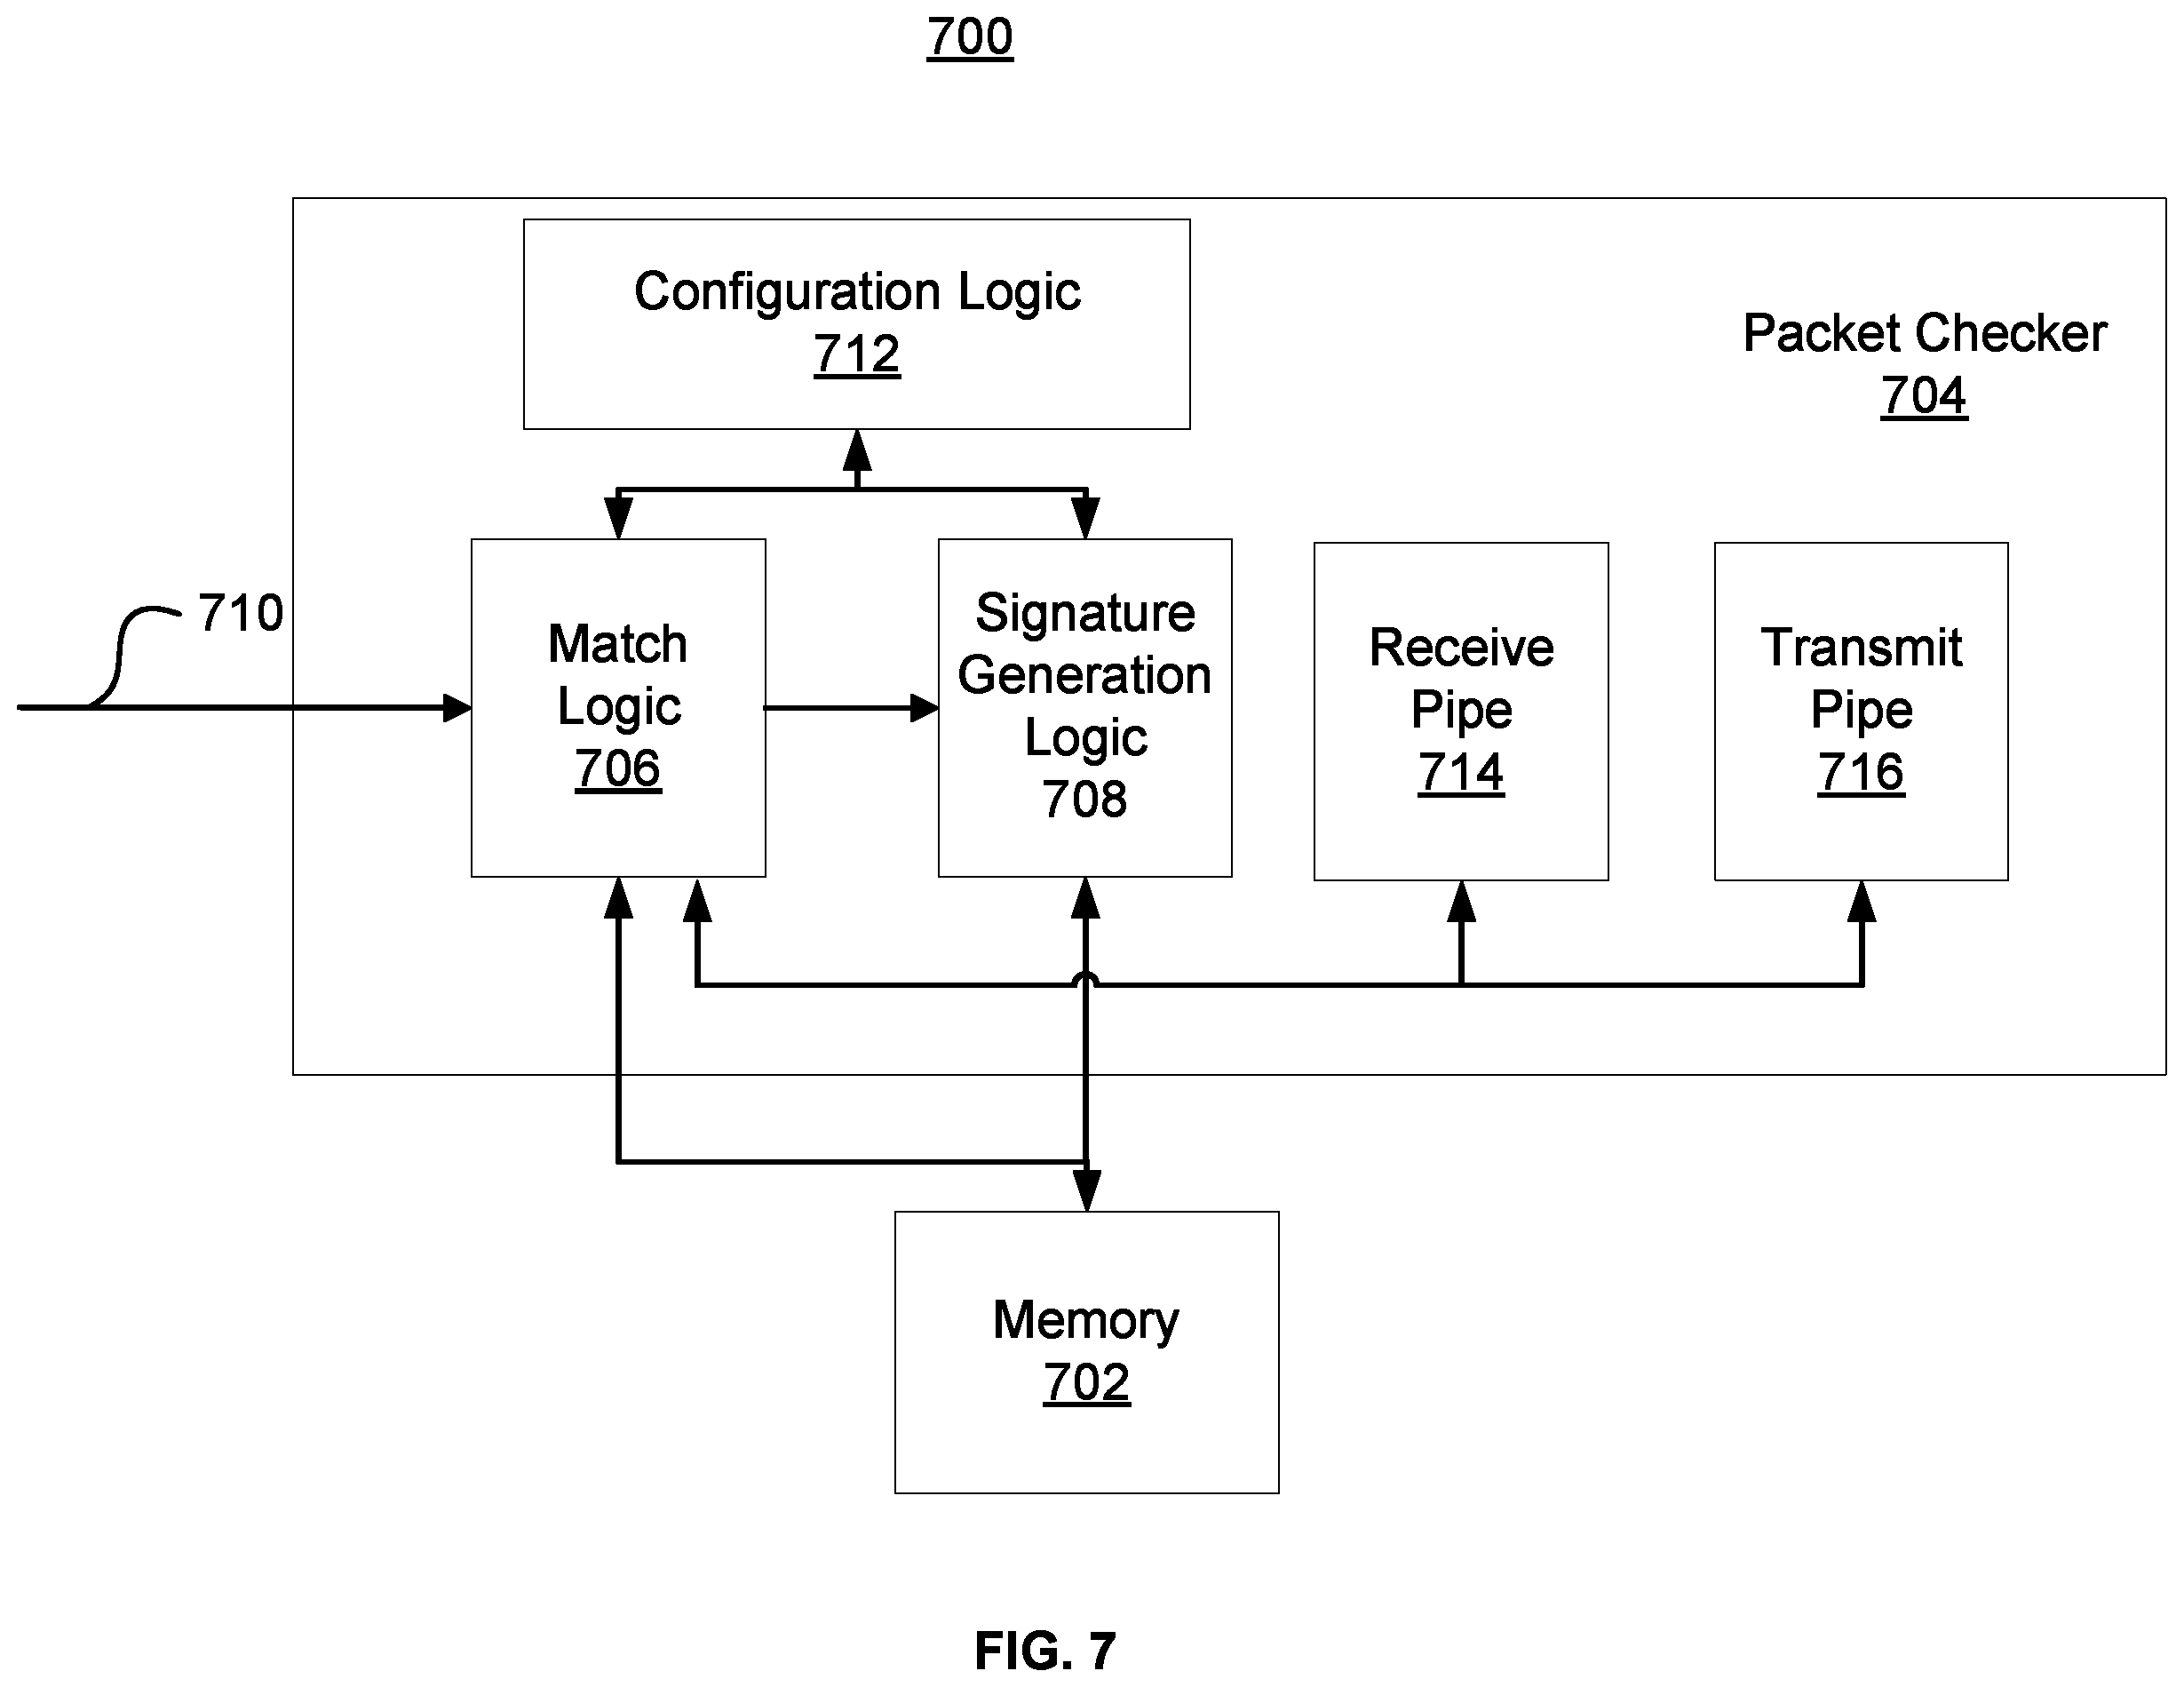 700
Configuration Logic
712
Packet Checker
704
710
Match
Logic
706
Signature
Generation
Logic
708
Receive
Pipe
714
Transmit
Pipe
716
Memory
702
FIG. 7